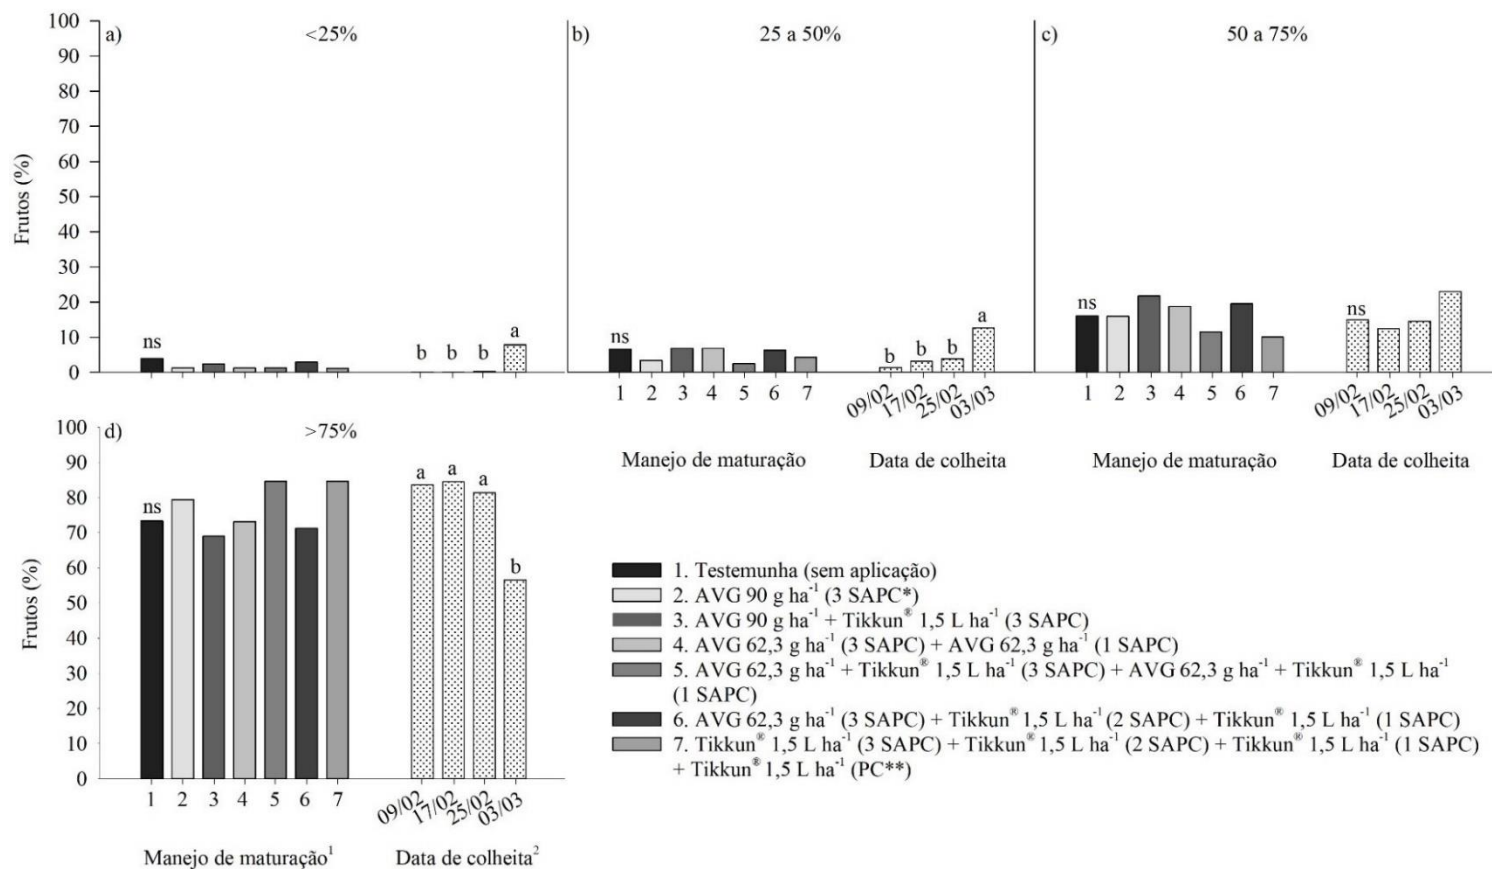 a) <25%
b) 25 a 50%
c) 50 a 75%
Frutos (%)
100
90
80
70
60
50
40
30
20
10
0
ns
b b b a
ns
b b b a
ns
1 2 3 4 5 6 7
09/02 17/02 25/02 03/03
1 2 3 4 5 6 7
09/02 17/02 25/02 03/03
Manejo de maturação Data de colheita
Manejo de maturação Data de colheita
d) >75%
Frutos (%)
100
90
80
70
60
50
40
30
20
10
0
ns
a a a b
1 2 3 4 5 6 7
09/02 17/02 25/02 03/03
Manejo de maturação¹ Data de colheita²
1. Testemunha (sem aplicação)
2. AVG 90 g ha⁻¹ (3 SAPC*)
3. AVG 90 g ha⁻¹ + Tikkun® 1,5 L ha⁻¹ (3 SAPC)
4. AVG 62,3 g ha⁻¹ (3 SAPC) + AVG 62,3 g ha⁻¹ (1 SAPC)
5. AVG 62,3 g ha⁻¹ + Tikkun® 1,5 L ha⁻¹ (3 SAPC) + AVG 62,3 g ha⁻¹ + Tikkun® 1,5 L ha⁻¹
(1 SAPC)
6. AVG 62,3 g ha⁻¹ (3 SAPC) + Tikkun® 1,5 L ha⁻¹ (2 SAPC) + Tikkun® 1,5 L ha⁻¹ (1 SAPC)
7. Tikkun® 1,5 L ha⁻¹ (3 SAPC) + Tikkun® 1,5 L ha⁻¹ (2 SAPC) + Tikkun® 1,5 L ha⁻¹ (1 SAPC)
+ Tikkun® 1,5 L ha⁻¹ (PC**)